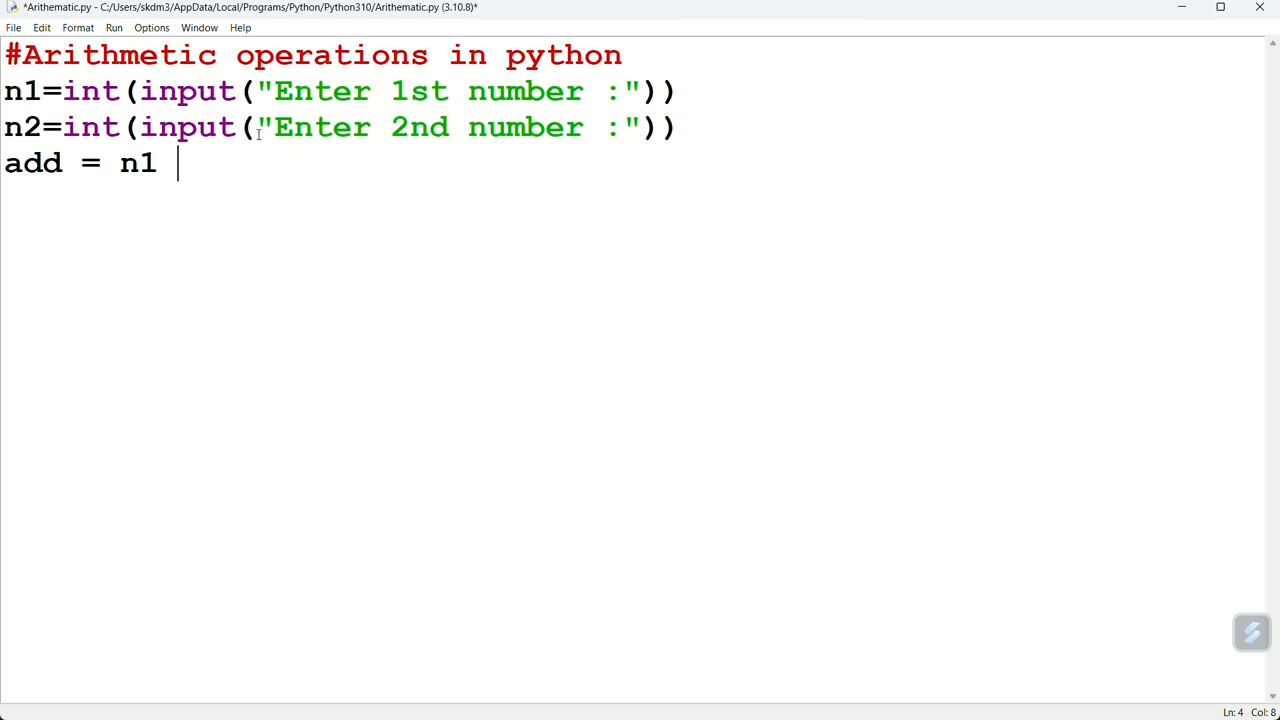 *Arithematic.py - C:/Users/skdm3/AppData/Local/Programs/Python/Python310/Arithematic.py (3.10.8)*
File Edit Format Run Options Window Help
#Arithmetic operations in python
n1=int(input("Enter 1st number :"))
n2=int(input("Enter 2nd number :"))
add = n1
Ln: 4 Col: 8